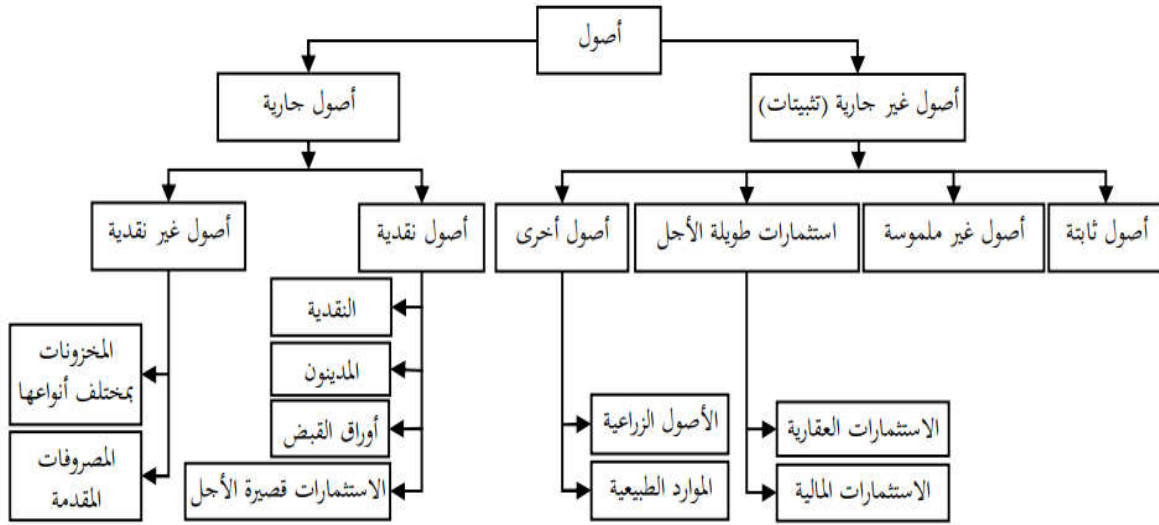 أصول
أصول غير جارية (تثبيتات)
أصول جارية
أصول ثابتة
أصول غير ملموسة
استثمارات طويلة الأجل
أصول أخرى
أصول نقدية
أصول غير نقدية
الاستثمارات العقارية
الاستثمارات المالية
الأصول الزراعية
الموارد الطبيعية
النقدية
المدينون
أوراق القبض
الاستثمارات قصيرة الأجل
المخزونات
بمختلف أنواعها
المصروفات
المقدمة